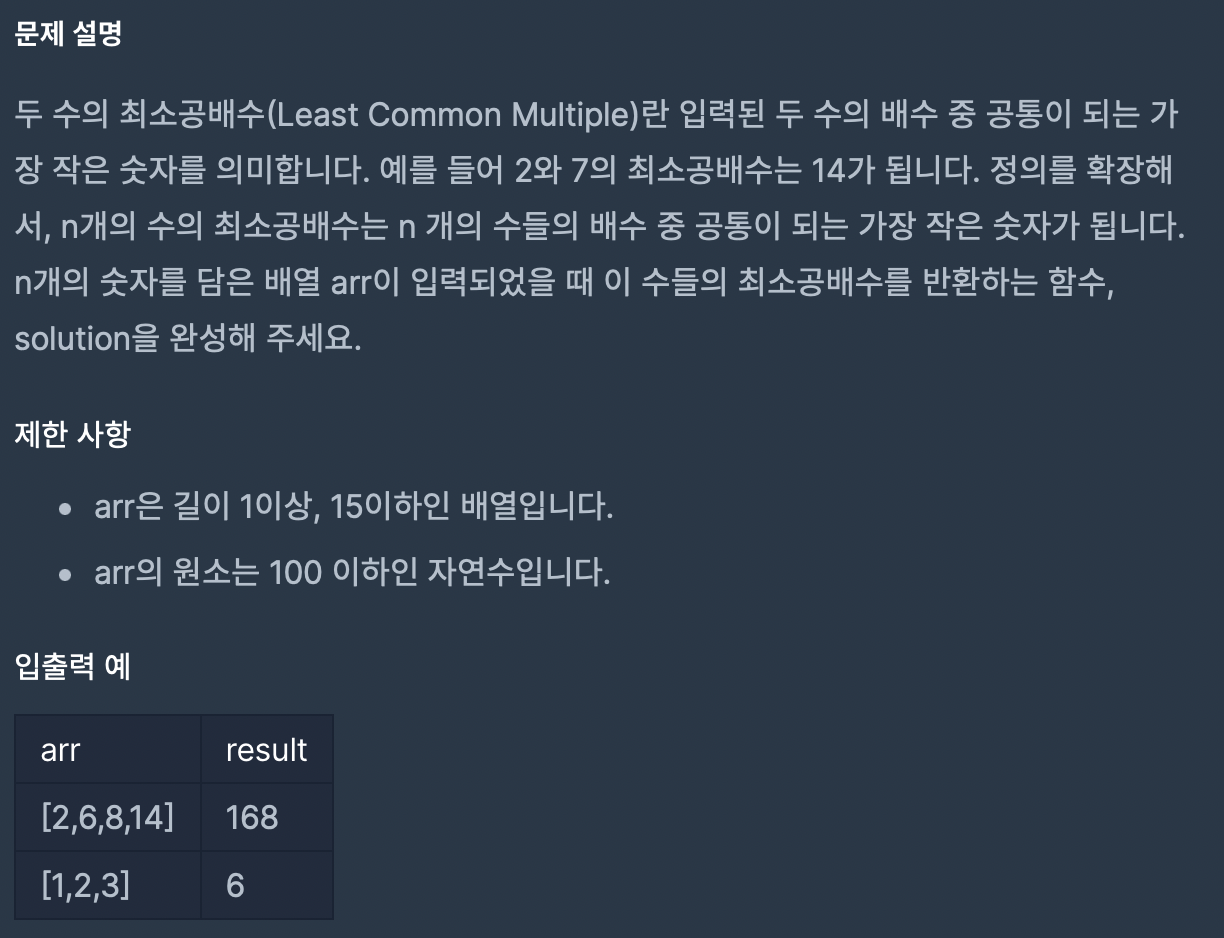 문제 설명
두 수의 최소공배수(Least Common Multiple)란 입력된 두 수의 배수 중 공통이 되는 가
장 작은 숫자를 의미합니다. 예를 들어 2와 7의 최소공배수는 14가 됩니다. 정의를 확장해
서, n개의 수의 최소공배수는 n 개의 수들의 배수 중 공통이 되는 가장 작은 숫자가 됩니다.
n개의 숫자를 담은 배열 arr이 입력되었을 때 이 수들의 최소공배수를 반환하는 함수,
solution을 완성해 주세요.
제한 사항
• arr은 길이 1이상, 15이하인 배열입니다.
• arr의 원소는 100 이하인 자연수입니다.
입출력 예
arr result
[2,6,8,14] 168
[1,2,3] 6